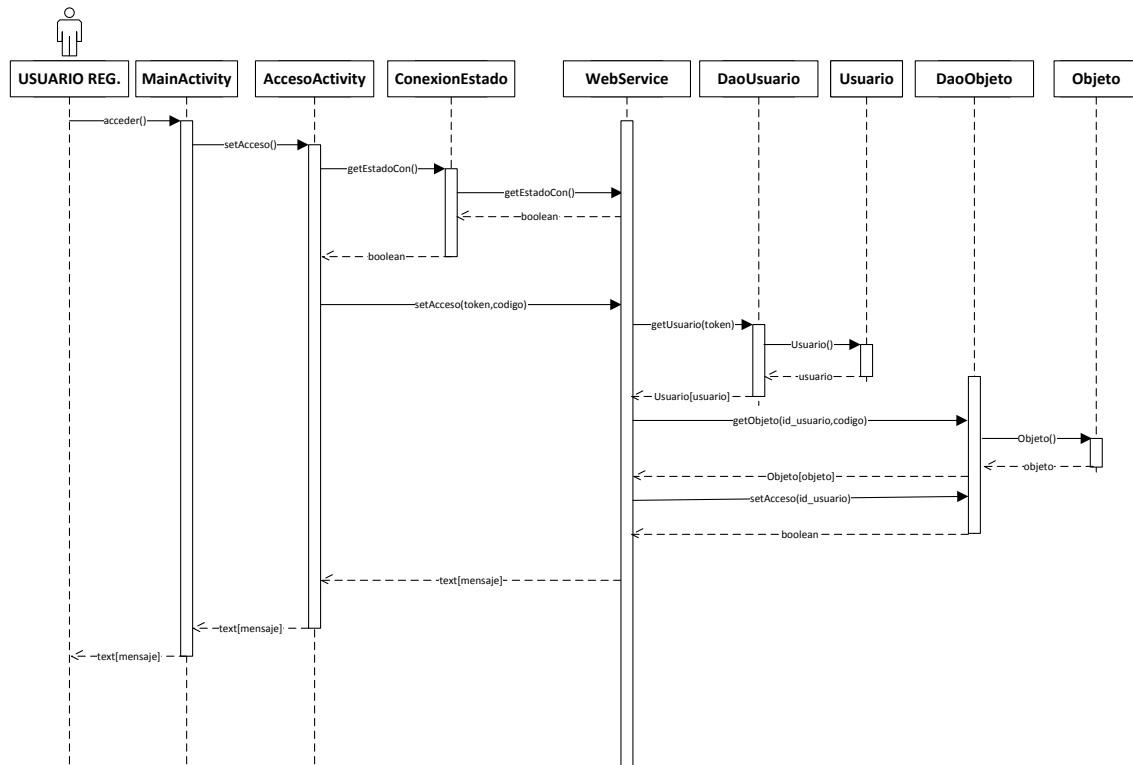 USUARIO REG.
MainActivity
AccesoActivity
ConexionEstado
WebService
DaoUsuario
Usuario
DaoObjeto
Objeto
acceder()
setAcceso()
getEstadoCon()
getEstadoCon()
boolean
boolean
setAcceso(token,codigo)
getUsuario(token)
Usuario()
usuario
Usuario[usuario]
getObjeto(id_usuario,codigo)
Objeto()
objeto
Objeto[objeto]
setAcceso(id_usuario)
boolean
text[mensaje]
text[mensaje]
text[mensaje]